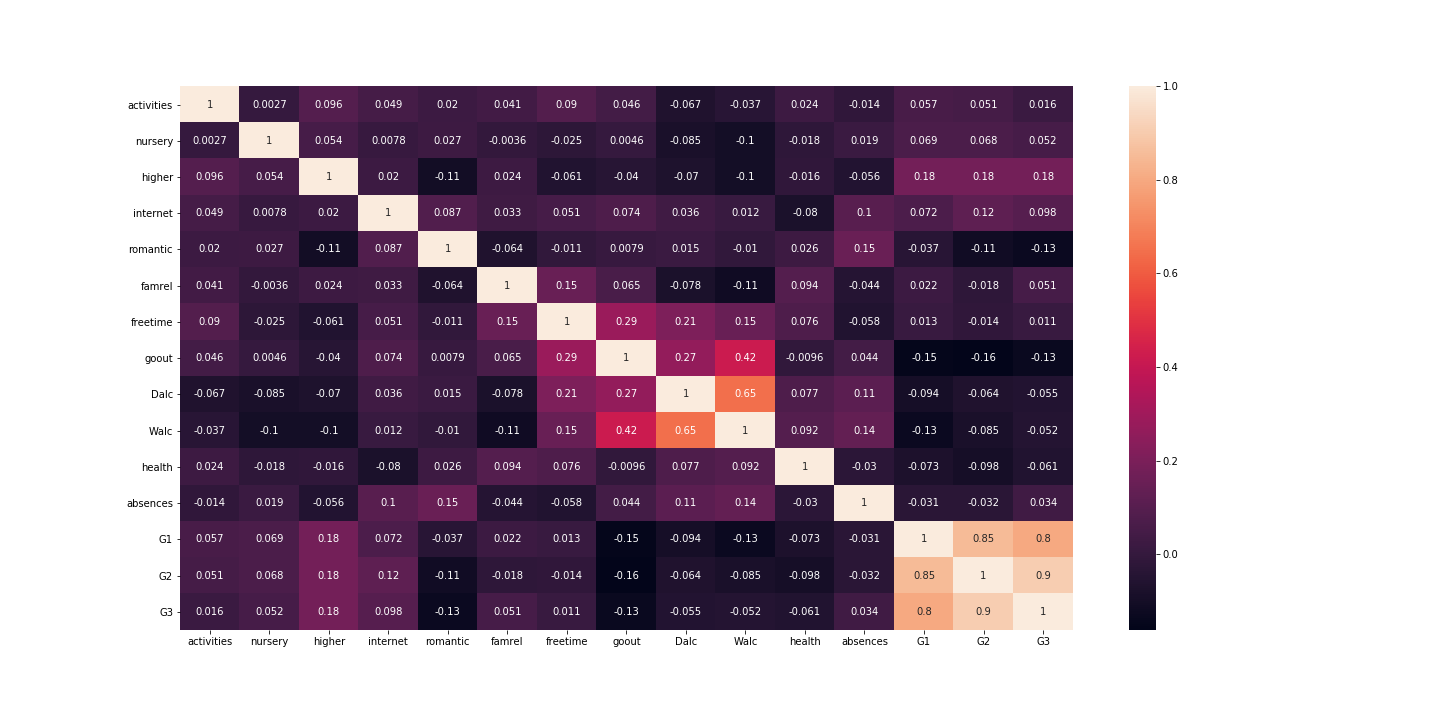 activities 1 0.0027 0.096 0.049 0.02 0.041 0.09 0.046 -0.067 -0.037 0.024 -0.014 0.057 0.051 0.016
nursery 0.0027 1 0.054 0.0078 0.027 -0.0036 -0.025 0.0046 -0.085 -0.1 -0.018 0.019 0.069 0.068 0.052
higher 0.096 0.054 1 0.02 -0.11 0.024 -0.061 -0.04 -0.07 -0.1 -0.016 -0.056 0.18 0.18 0.18
internet 0.049 0.0078 0.02 1 0.087 0.033 0.051 0.074 0.036 0.012 -0.08 0.1 0.072 0.12 0.098
romantic 0.02 0.027 -0.11 0.087 1 -0.064 -0.011 0.0079 0.015 -0.01 0.026 0.15 -0.037 -0.11 -0.13
famrel 0.041 -0.0036 0.024 0.033 -0.064 1 0.15 0.065 -0.078 -0.11 0.094 -0.044 0.022 -0.018 0.051
freetime 0.09 -0.025 -0.061 0.051 -0.011 0.15 1 0.29 0.21 0.15 0.076 -0.058 0.013 -0.014 0.011
goout 0.046 0.0046 -0.04 0.074 0.0079 0.065 0.29 1 0.27 0.42 -0.0096 0.044 -0.15 -0.16 -0.13
Dalc -0.067 -0.085 -0.07 0.036 0.015 -0.078 0.21 0.27 1 0.65 0.077 0.11 -0.094 -0.064 -0.055
Walc -0.037 -0.1 -0.1 0.012 -0.01 -0.11 0.15 0.42 0.65 1 0.092 0.14 -0.13 -0.085 -0.052
health 0.024 -0.018 -0.016 -0.08 0.026 0.094 0.076 -0.0096 0.077 0.092 1 -0.03 -0.073 -0.098 -0.061
absences -0.014 0.019 -0.056 0.1 0.15 -0.044 -0.058 0.044 0.11 0.14 -0.03 1 -0.031 -0.032 0.034
G1 0.057 0.069 0.18 0.072 -0.037 0.022 0.013 -0.15 -0.094 -0.13 -0.073 -0.031 1 0.85 0.8
G2 0.051 0.068 0.18 0.12 -0.11 -0.018 -0.014 -0.16 -0.064 -0.085 -0.098 -0.032 0.85 1 0.9
G3 0.016 0.052 0.18 0.098 -0.13 0.051 0.011 -0.13 -0.055 -0.052 -0.061 0.034 0.8 0.9 1
activities nursery higher internet romantic famrel freetime goout Dalc Walc health absences G1 G2 G3
1.0
0.8
0.6
0.4
0.2
0.0